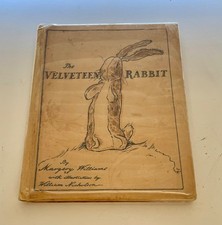 The
VELVETEEN RABBIT
By
Margery Williams
with illustrations by
William Nicholson